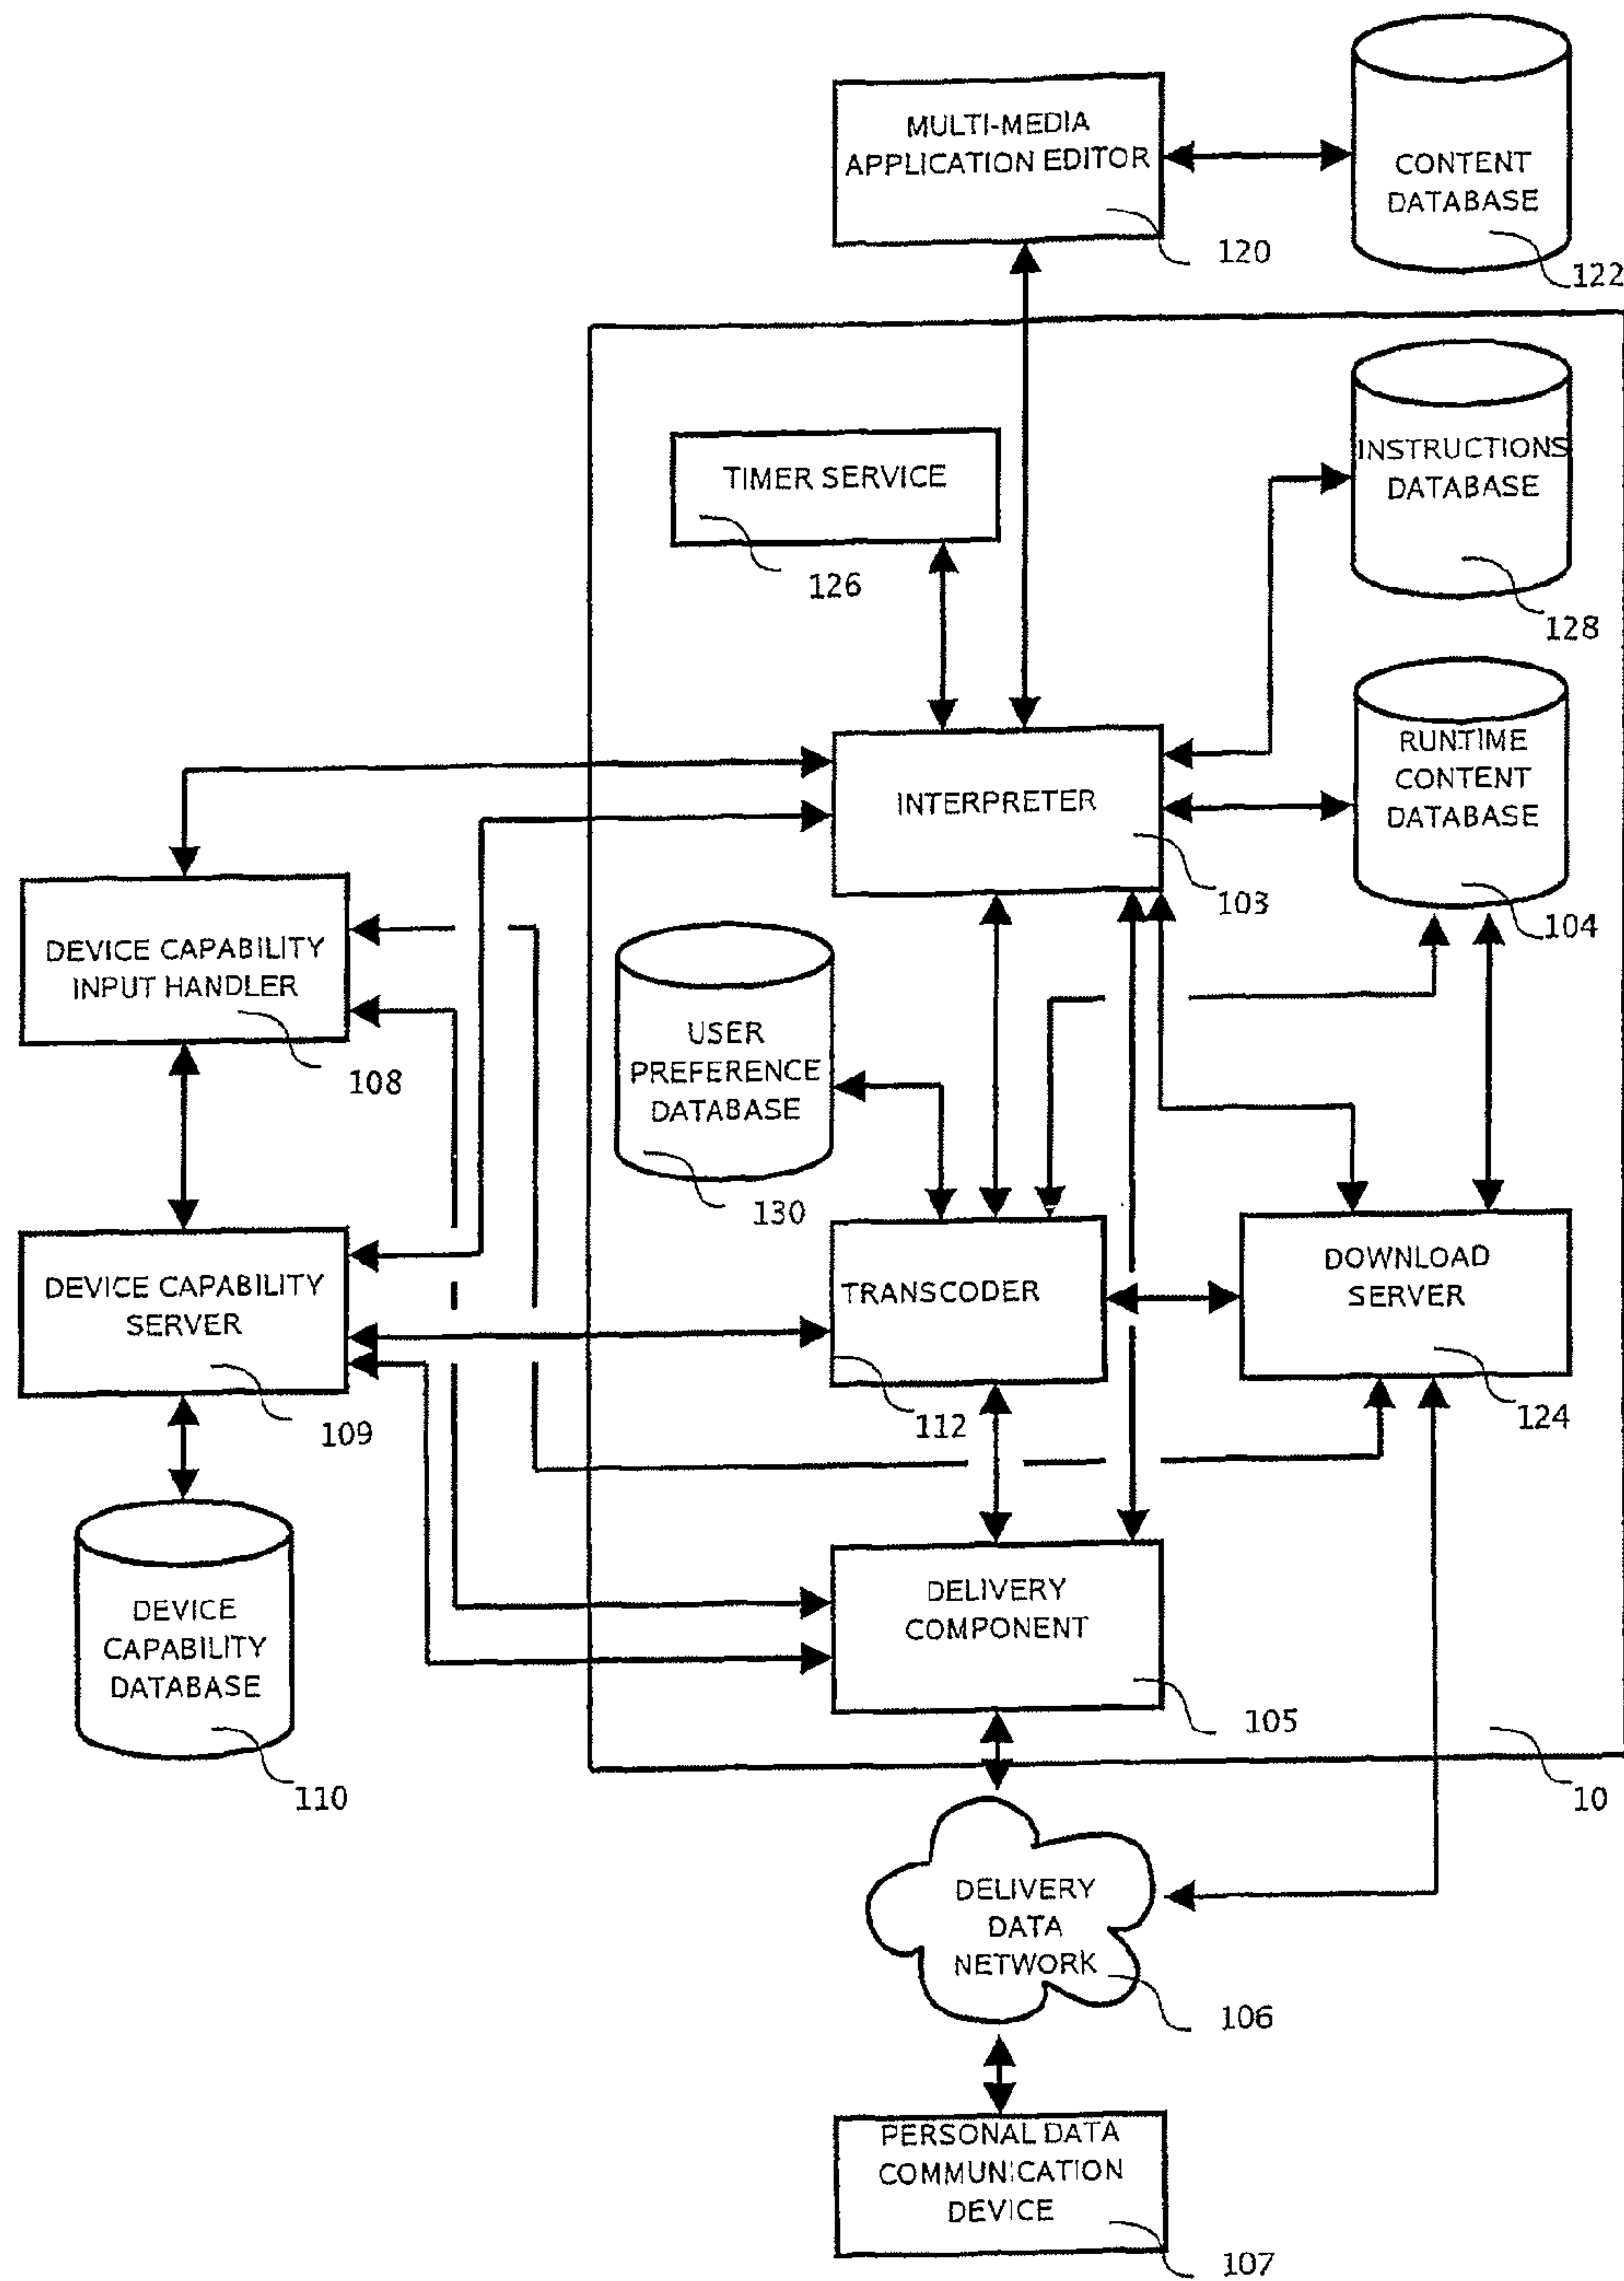 MULTI-MEDIA
APPLICATION EDITOR
120
CONTENT
DATABASE
122
TIMER SERVICE
126
INSTRUCTIONS
DATABASE
128
INTERPRETER
103
RUNTIME
CONTENT
DATABASE
104
DEVICE CAPABILITY
INPUT HANDLER
108
USER
PREFERENCE
DATABASE
130
DEVICE CAPABILITY
SERVER
109
TRANSCODER
112
DOWNLOAD
SERVER
124
DEVICE
CAPABILITY
DATABASE
110
DELIVERY
COMPONENT
105
10
DELIVERY
DATA
NETWORK
106
PERSONAL DATA
COMMUNICATION
DEVICE
107